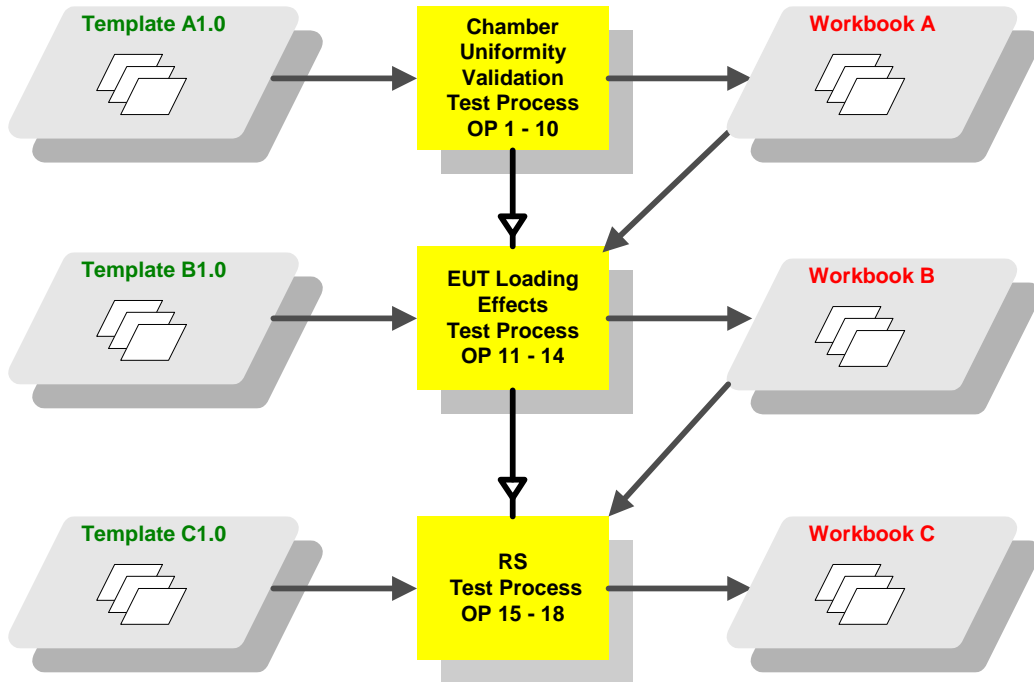 Template A1.0
Chamber
Uniformity
Validation
Test Process
OP 1 - 10
Workbook A
Template B1.0
EUT Loading
Effects
Test Process
OP 11 - 14
Workbook B
Template C1.0
RS
Test Process
OP 15 - 18
Workbook C